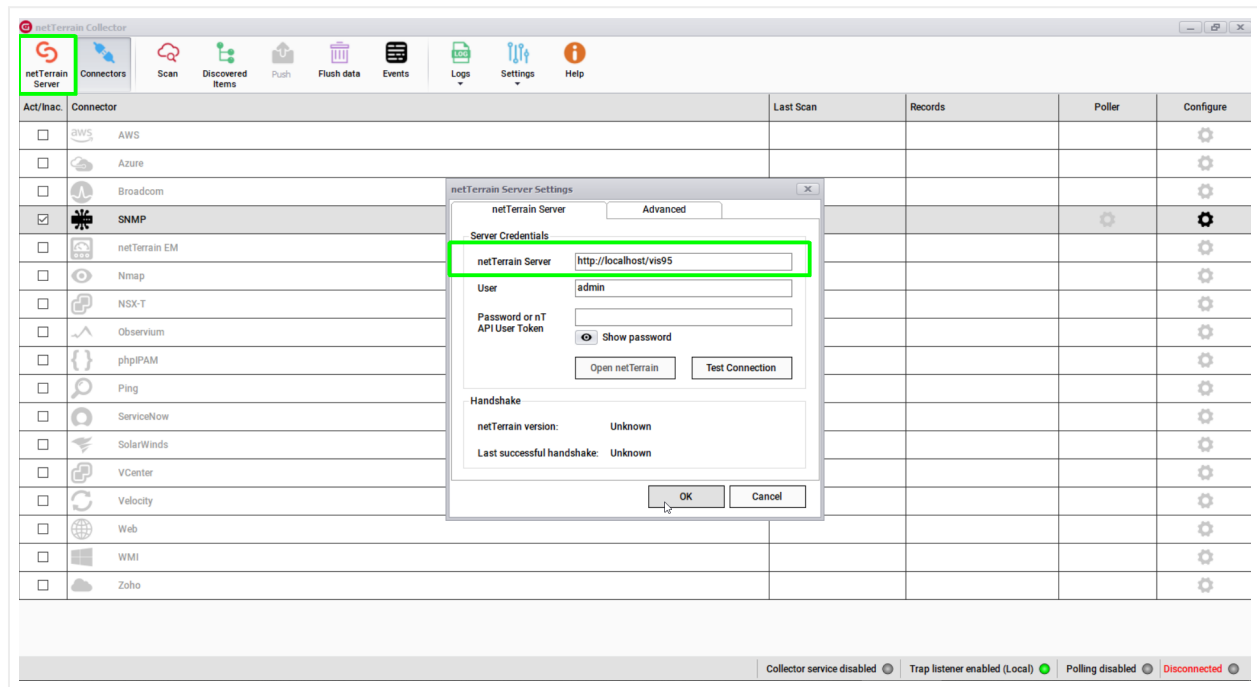 netTerrain Collector
netTerrain Server
Connectors
Scan
Discovered Items
Push
Flush data
Events
LOG
Logs
Settings
Help
Act/Inac. Connector Last Scan Records Poller Configure
aws AWS
Azure
Broadcom
SNMP
netTerrain EM
Nmap
NSX-T
Observium
phpIPAM
Ping
ServiceNow
SolarWinds
VCenter
Velocity
Web
WMI
Zoho
netTerrain Server Settings
netTerrain Server Advanced
Server Credentials
netTerrain Server http://localhost/vis95
User admin
Password or nT
API User Token
Show password
Open netTerrain Test Connection
Handshake
netTerrain version: Unknown
Last successful handshake: Unknown
OK Cancel
Collector service disabled Trap listener enabled (Local) Polling disabled Disconnected